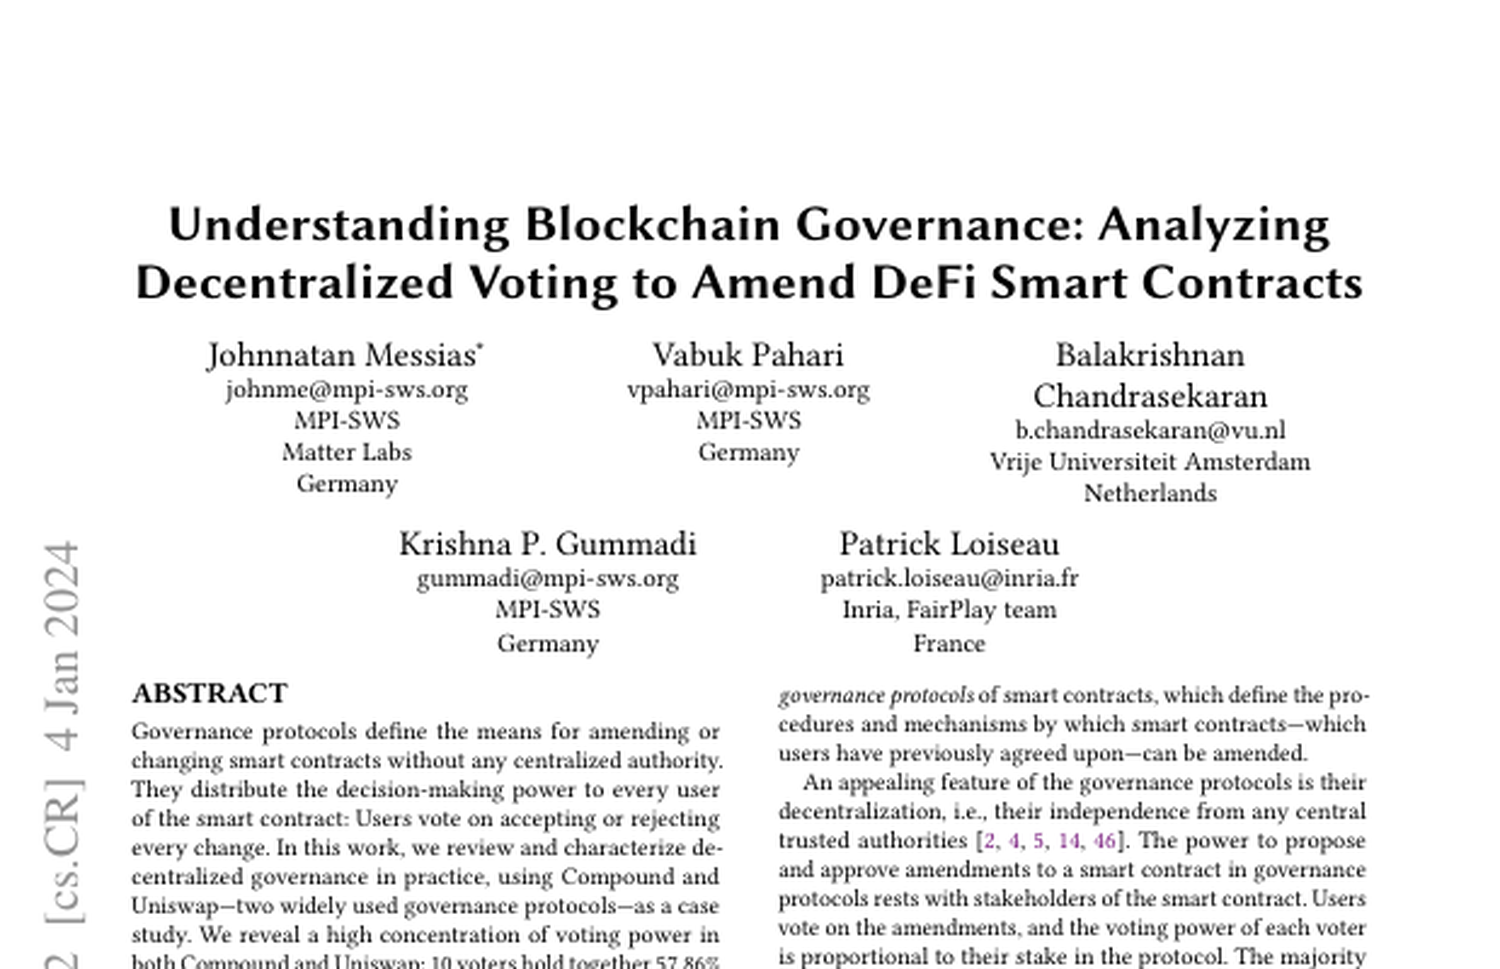 Understanding Blockchain Governance: Analyzing
Decentralized Voting to Amend DeFi Smart Contracts
Johnnatan Messias*
johnme@mpi-sws.org
MPI-SWS
Matter Labs
Germany
Vabuk Pahari
vpahari@mpi-sws.org
MPI-SWS
Germany
Balakrishnan
Chandrasekaran
b.chandrasekaran@vu.nl
Vrije Universiteit Amsterdam
Netherlands
Krishna P. Gummadi
gummadi@mpi-sws.org
MPI-SWS
Germany
Patrick Loiseau
patrick.loiseau@inria.fr
Inria, FairPlay team
France
ABSTRACT
Governance protocols define the means for amending or
changing smart contracts without any centralized authority.
They distribute the decision-making power to every user
of the smart contract: Users vote on accepting or rejecting
every change. In this work, we review and characterize de-
centralized governance in practice, using Compound and
Uniswap—two widely used governance protocols—as a case
study. We reveal a high concentration of voting power in
both Compound and Uniswap: 10 voters hold together 57.86%
governance protocols of smart contracts, which define the pro-
cedures and mechanisms by which smart contracts—which
users have previously agreed upon—can be amended.
An appealing feature of the governance protocols is their
decentralization, i.e., their independence from any central
trusted authorities [2, 4, 5, 14, 46]. The power to propose
and approve amendments to a smart contract in governance
protocols rests with stakeholders of the smart contract. Users
vote on the amendments, and the voting power of each voter
is proportional to their stake in the protocol. The majority
2 [cs.CR] 4 Jan 2024